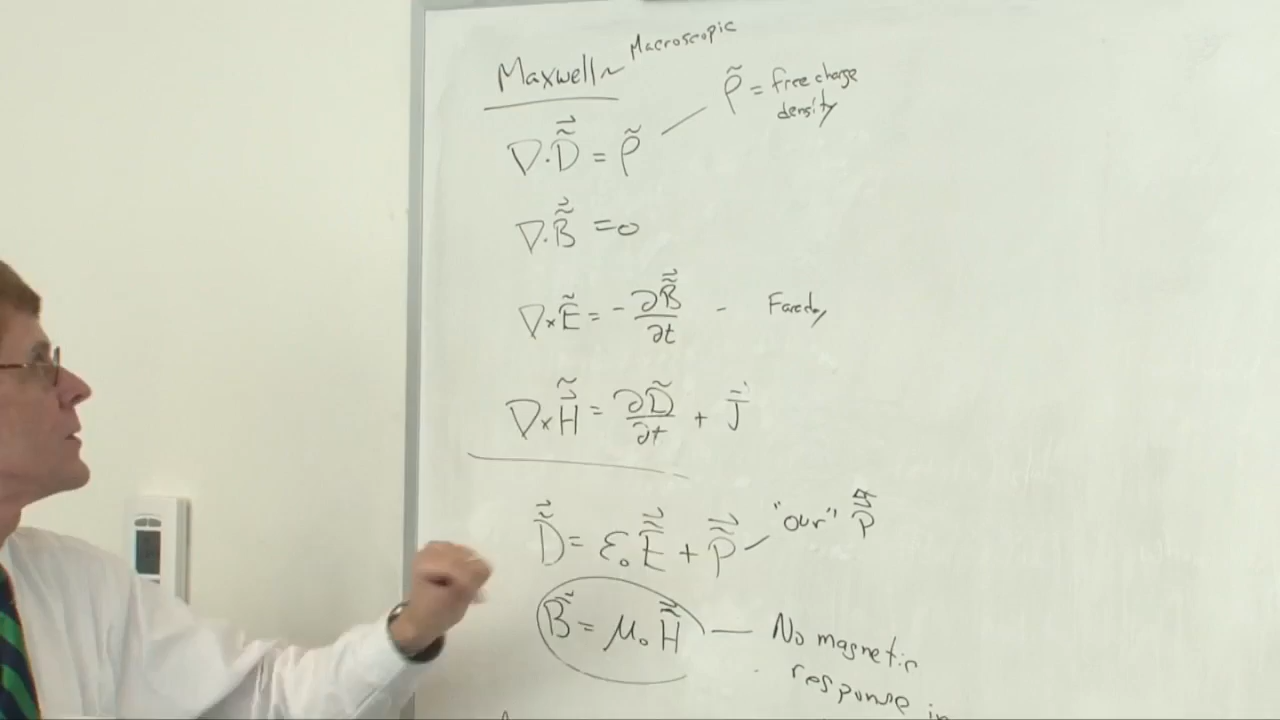 Maxwell ~ Macroscopic
ρ̃ = free charge
density
∇·D̃⃗ = ρ̃
∇·B̃⃗ = 0
∇×Ẽ = -∂B̃⃗/∂t - Faraday
∇×H̃⃗ = ∂D̃/∂t + J̄⃗
D̃⃗ = ε₀Ẽ⃗ + P̃⃗ — "our" P̃⃗
B̃⃗ = μ₀H̃⃗ — No magnetic
response in